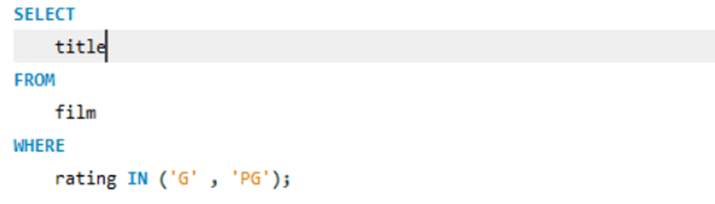 SELECT
title
FROM
film
WHERE
rating IN ('G' , 'PG');